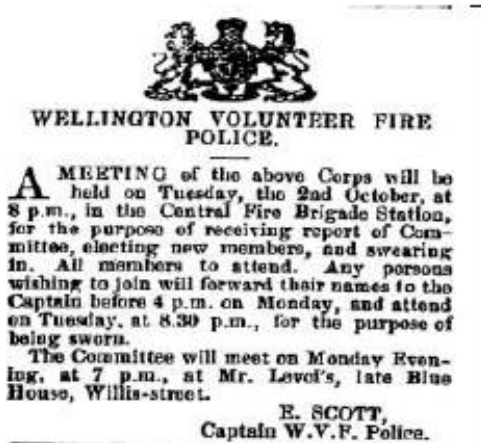 WELLINGTON VOLUNTEER FIRE
POLICE.
A MEETING of the above Corps will be
held on Tuesday, the 2nd October, at
8 p.m., in the Central Fire Brigade Station,
for the purpose of receiving report of Com-
mittee, electing new members, and swearing
in. All members to attend. Any persons
wishing to join will forward their names to the
Captain before 4 p.m. on Monday, and attend
on Tuesday, at 8.30 p.m., for the purpose of
being sworn.
The Committee will meet on Monday Even-
ing, at 7 p.m., at Mr. Levoi's, late Blue
House, Willis-street.
E. SCOTT,
Captain W.V.F. Police.